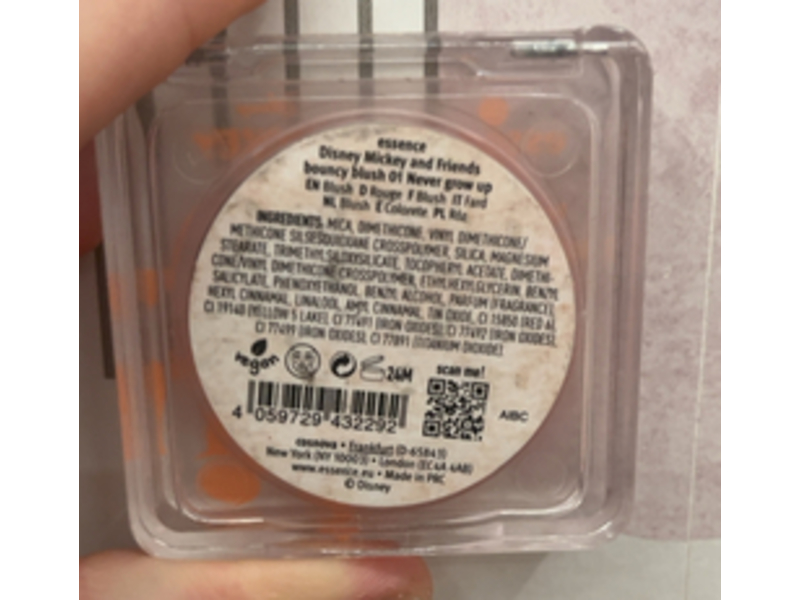 essence
Disney Mickey and Friends
bouncy blush 01 Never grow up
EN Blush D Rouge F Blush IT Fard
NL Blush E Colorete PL Róż
INGREDIENTS: MICA, DIMETHICONE, VINYL DIMETHICONE/
METHICONE SILSESQUIOXANE CROSSPOLYMER, SILICA, MAGNESIUM
STEARATE, TRIMETHYLSILOXYSILICATE, TOCOPHERYL ACETATE, DIMETHI-
CONE/VINYL DIMETHICONE CROSSPOLYMER, ETHYLHEXYLGLYCERIN, BENZYL
SALICYLATE, PHENOXYETHANOL, BENZYL ALCOHOL, PARFUM (FRAGRANCE),
HEXYL CINNAMAL, LINALOOL, AMYL CINNAMAL, TIN OXIDE, CI 15850 (RED 6),
CI 19140 (YELLOW 5 LAKE), CI 77491 (IRON OXIDES), CI 77492 (IRON OXIDES),
CI 77499 (IRON OXIDES), CI 77891 (TITANIUM DIOXIDE).
vegan
24M
scan me!
4 059729 432292
AIBC
cosnova • Frankfurt (D-65843)
New York (NY 10003) • London (EC4A 4AB)
www.essence.eu • Made in PRC
© Disney